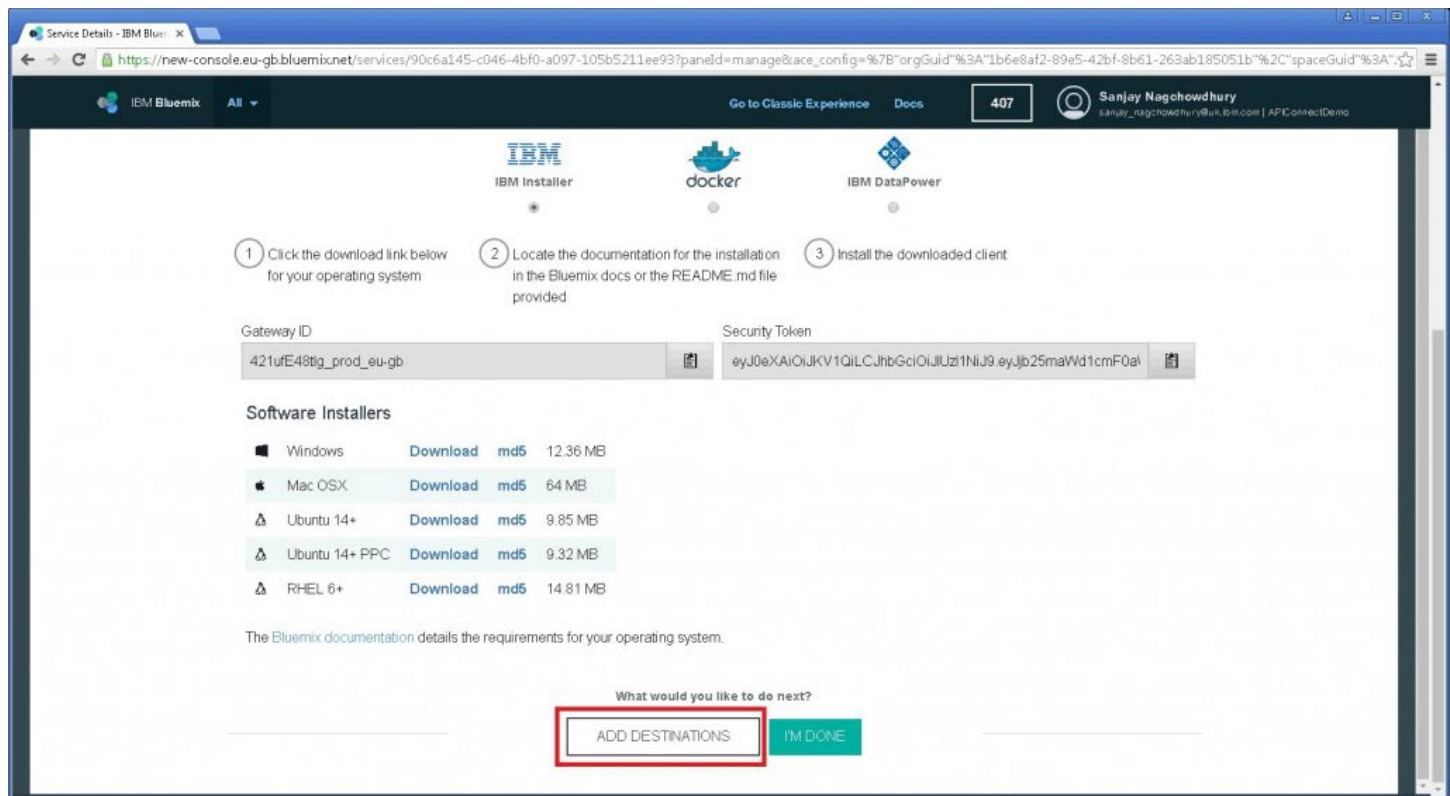 Service Details - IBM Blue
https://new-console.eu-gb.bluemix.net/services/90c6a145-c046-4bf0-a097-105b5211ee93?paneId=manage&ace_config=%7B"orgGuid"%3A"1b6e8af2-89e5-42bf-8b61-263ab185051b"%2C"spaceGuid"%3A"
IBM Bluemix All Go to Classic Experience Docs 407 Sanjay Nagchowdhury
sanjay_nagchowdhury@uk.ibm.com | APIConnectDemo
IBM docker
IBM Installer IBM DataPower
1 Click the download link below 2 Locate the documentation for the installation 3 Install the downloaded client
for your operating system in the Bluemix docs or the README.md file
provided
Gateway ID Security Token
421ufE48tlg_prod_eu-gb eyJ0eXAiOiJKV1QiLCJhbGciOiJIUzI1NiJ9.eyJjb25maWd1cmF0a
Software Installers
Windows Download md5 12.36 MB
Mac OSX Download md5 64 MB
Ubuntu 14+ Download md5 9.85 MB
Ubuntu 14+ PPC Download md5 9.32 MB
RHEL 6+ Download md5 14.81 MB
The Bluemix documentation details the requirements for your operating system.
What would you like to do next?
ADD DESTINATIONS I'M DONE